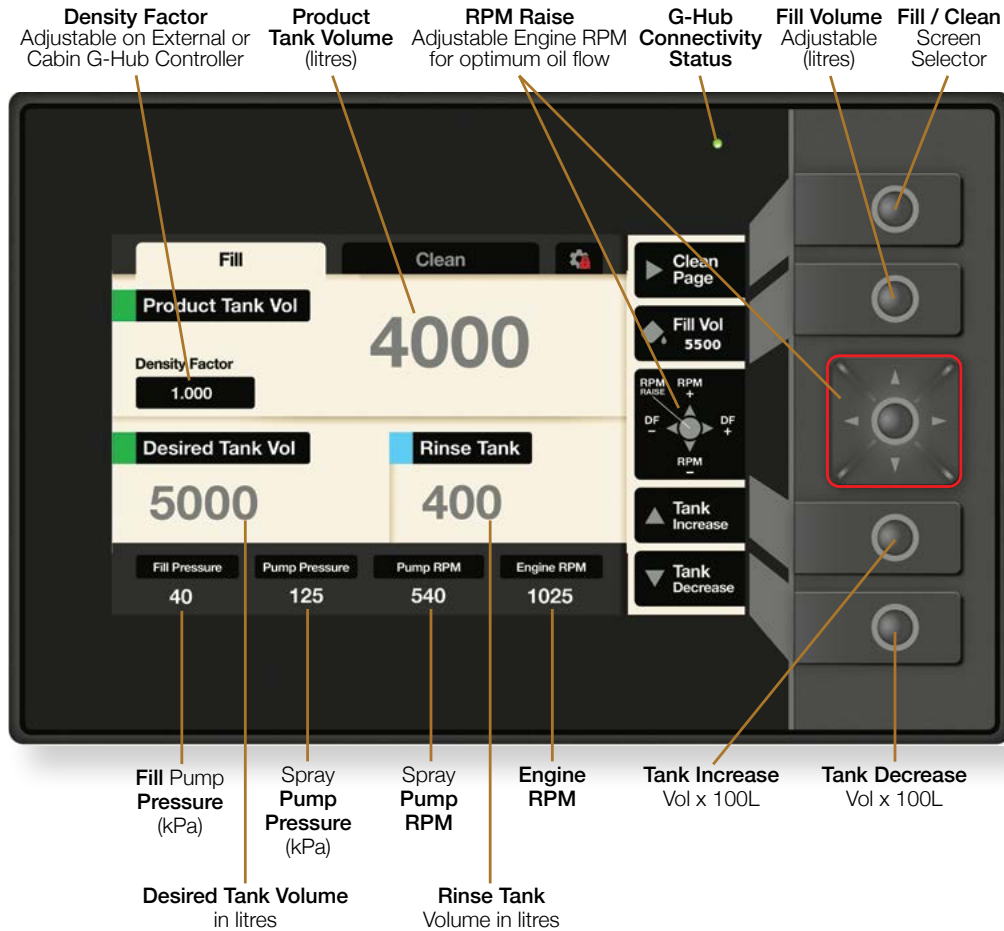 Density Factor
Adjustable on External or
Cabin G-Hub Controller
Product
Tank Volume
(litres)
RPM Raise
Adjustable Engine RPM
for optimum oil flow
G-Hub
Connectivity
Status
Fill Volume
Adjustable
(litres)
Fill / Clean
Screen
Selector
Fill
Clean
Product Tank Vol
4000
Density Factor
1.000
Desired Tank Vol
5000
Rinse Tank
400
Fill Pressure
40
Pump Pressure
125
Pump RPM
540
Engine RPM
1025
Clean
Page
Fill Vol
5500
RPM
RAISE
RPM
+
DF
–
DF
+
RPM
–
Tank
Increase
Tank
Decrease
Fill Pump
Pressure
(kPa)
Spray
Pump
Pressure
(kPa)
Spray
Pump
RPM
Engine
RPM
Tank Increase
Vol x 100L
Tank Decrease
Vol x 100L
Desired Tank Volume
in litres
Rinse Tank
Volume in litres